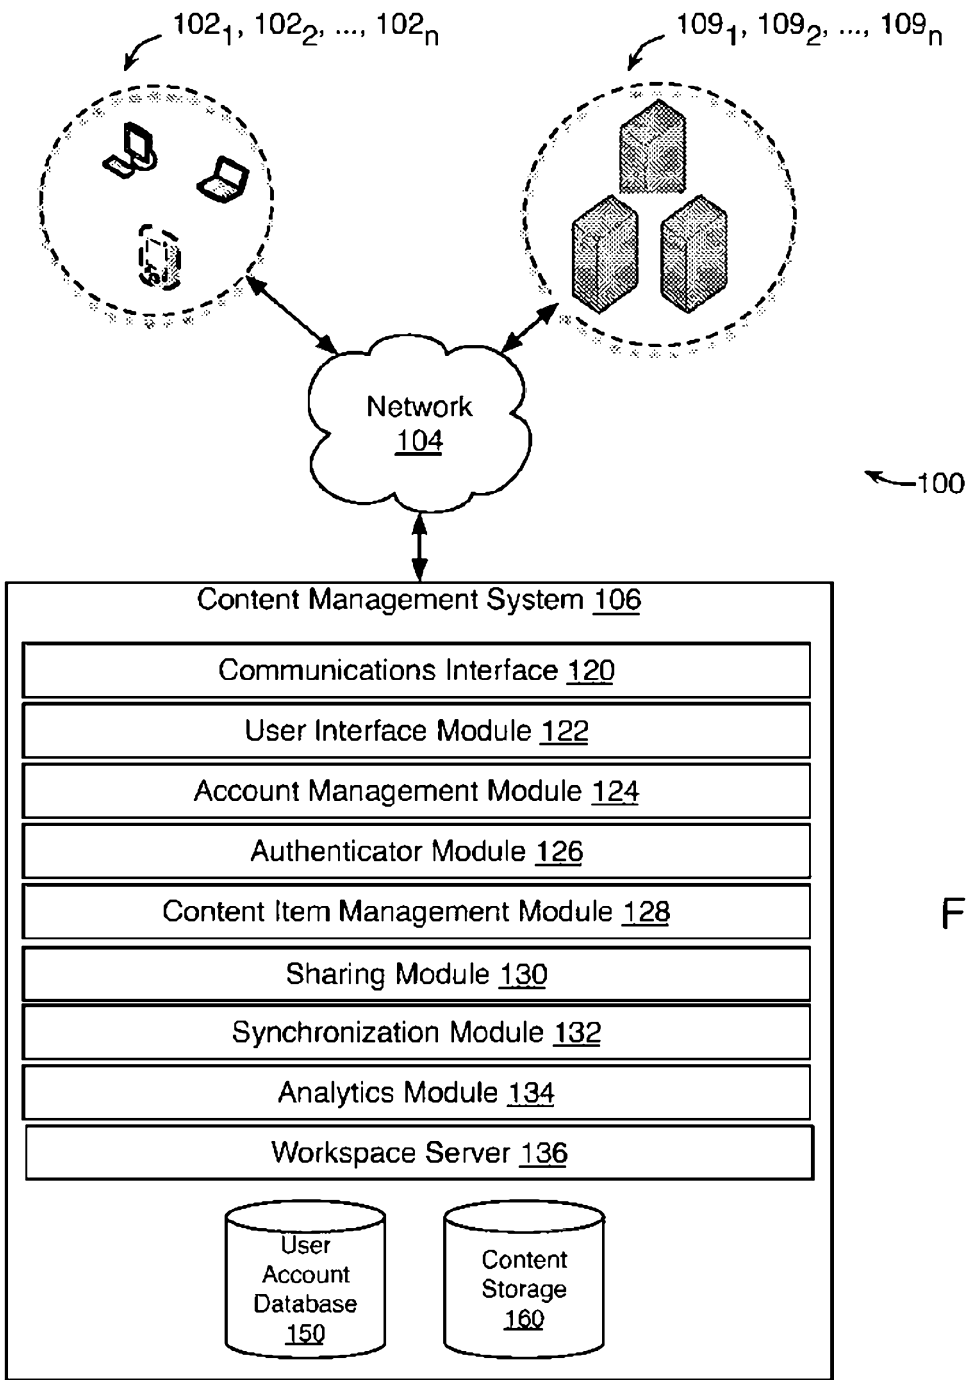 102₁, 102₂, ..., 102ₙ
109₁, 109₂, ..., 109ₙ
Network
104
100
Content Management System 106
Communications Interface 120
User Interface Module 122
Account Management Module 124
Authenticator Module 126
Content Item Management Module 128
F
Sharing Module 130
Synchronization Module 132
Analytics Module 134
Workspace Server 136
User
Account
Database
150
Content
Storage
160